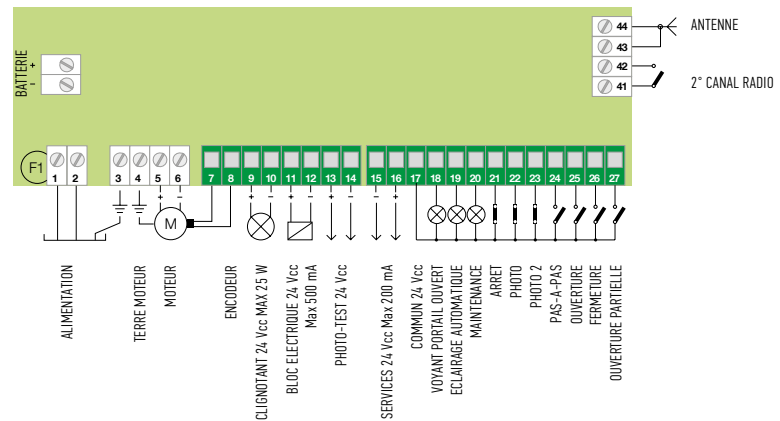 44 ANTENNE
43
42
41 2° CANAL RADIO
BATTERIE + −
F1
1 2 3 4 5 6 7 8 9 10 11 12 13 14 15 16 17 18 19 20 21 22 23 24 25 26 27
+ − + − + − + − − +
M
ALIMENTATION
TERRE MOTEUR
MOTEUR
ENCODEUR
CLIGNOTANT 24 Vcc MAX 25 W
BLOC ELECTRIQUE 24 Vcc
Max 500 mA
PHOTO-TEST 24 Vcc
SERVICES 24 Vcc Max 200 mA
COMMUN 24 Vcc
VOYANT PORTAIL OUVERT
ECLAIRAGE AUTOMATIQUE
MAINTENANCE
ARRET
PHOTO
PHOTO 2
PAS-A-PAS
OUVERTURE
FERMETURE
OUVERTURE PARTIELLE